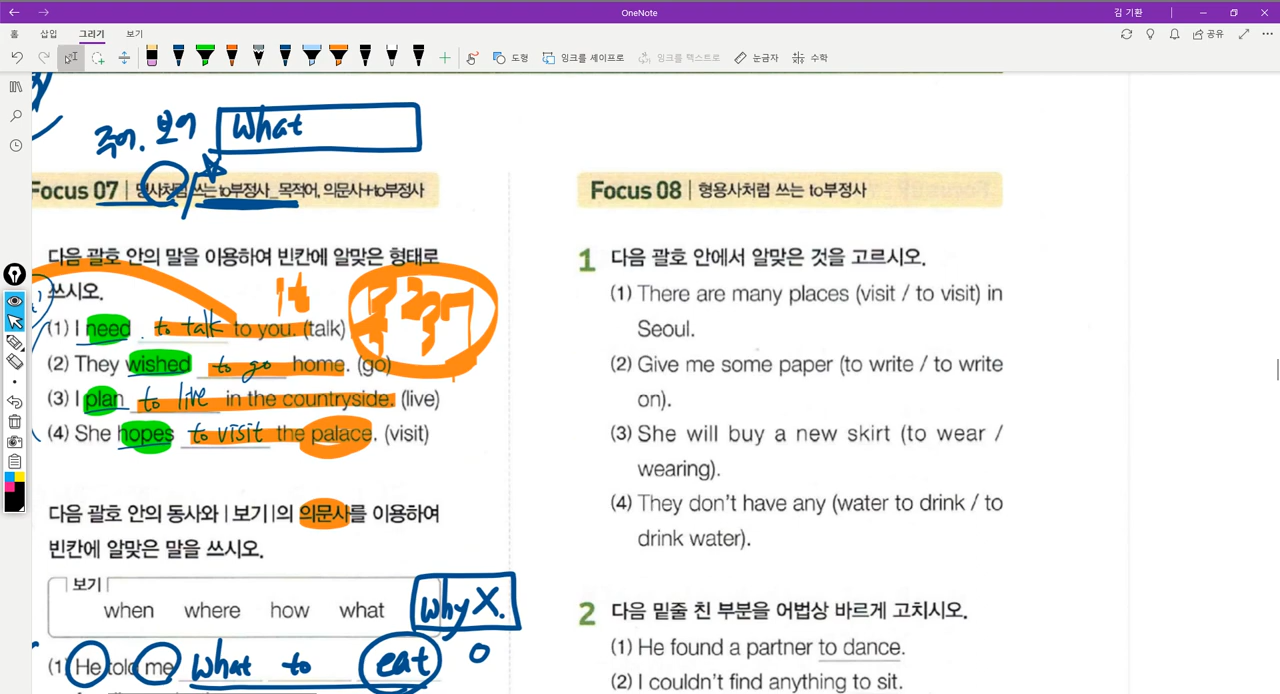 OneNote
김 기환
홈 삽입 그리기 보기
공유
도형 잉크를 셰이프로 잉크를 텍스트로 눈금자 수학
주어. 보어 What
Focus 07 | 명사처럼 쓰는 to부정사_목적어, 의문사+to부정사
다음 괄호 안의 말을 이용하여 빈칸에 알맞은 형태로
쓰시오.
it
(1) I need to talk to you. (talk)
(2) They wished to go home. (go)
(3) I plan to live in the countryside. (live)
(4) She hopes to visit the palace. (visit)
다음 괄호 안의 동사와 |보기|의 의문사를 이용하여
빈칸에 알맞은 말을 쓰시오.
보기
when where how what
why X.
(1) He told me what to eat
Focus 08 | 형용사처럼 쓰는 to부정사
1 다음 괄호 안에서 알맞은 것을 고르시오.
(1) There are many places (visit / to visit) in
Seoul.
(2) Give me some paper (to write / to write
on).
(3) She will buy a new skirt (to wear /
wearing).
(4) They don't have any (water to drink / to
drink water).
2 다음 밑줄 친 부분을 어법상 바르게 고치시오.
(1) He found a partner to dance.
(2) I couldn't find anything to sit.